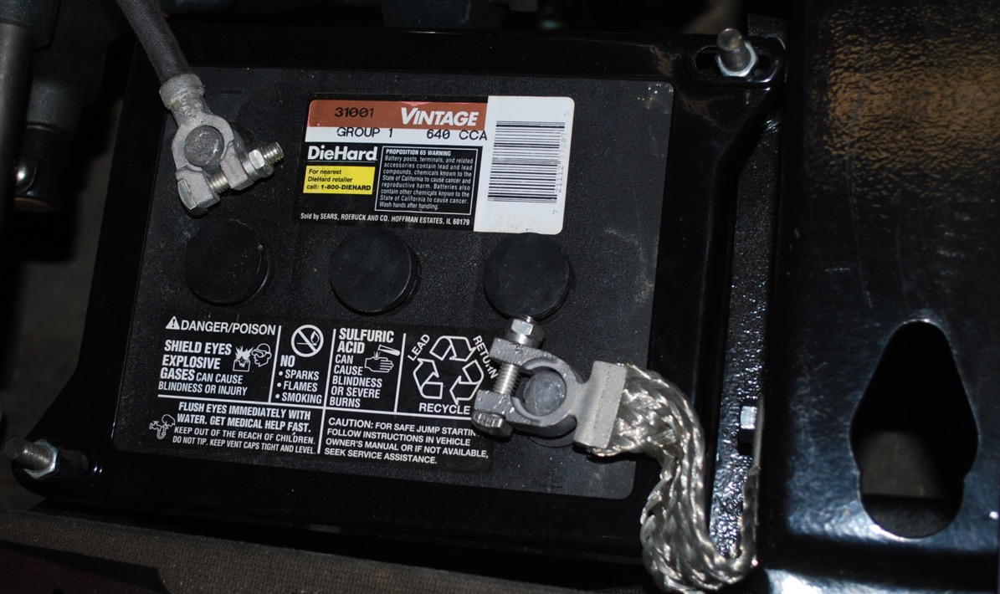 31001 VINTAGE
GROUP 1 640 CCA
DieHard
For nearest
DieHard retailer
call: 1-800-DIEHARD
PROPOSITION 65 WARNING
Battery posts, terminals, and related
accessories contain lead and lead
compounds, chemicals known to the
State of California to cause cancer and
reproductive harm. Batteries also
contain other chemicals known to the
State of California to cause cancer.
Wash hands after handling.
Sold by SEARS, ROEBUCK AND CO. HOFFMAN ESTATES, IL 60179
DANGER/POISON
SHIELD EYES
EXPLOSIVE
GASES CAN CAUSE
BLINDNESS OR INJURY
NO
• SPARKS
• FLAMES
• SMOKING
SULFURIC
ACID
CAN
CAUSE
BLINDNESS
OR SEVERE
BURNS
LEAD
RETURN
RECYCLE
FLUSH EYES IMMEDIATELY WITH
WATER. GET MEDICAL HELP FAST.
KEEP OUT OF THE REACH OF CHILDREN.
DO NOT TIP. KEEP VENT CAPS TIGHT AND LEVEL.
CAUTION: FOR SAFE JUMP STARTIN
FOLLOW INSTRUCTIONS IN VEHICLE
OWNER'S MANUAL OR IF NOT AVAILABLE,
SEEK SERVICE ASSISTANCE.